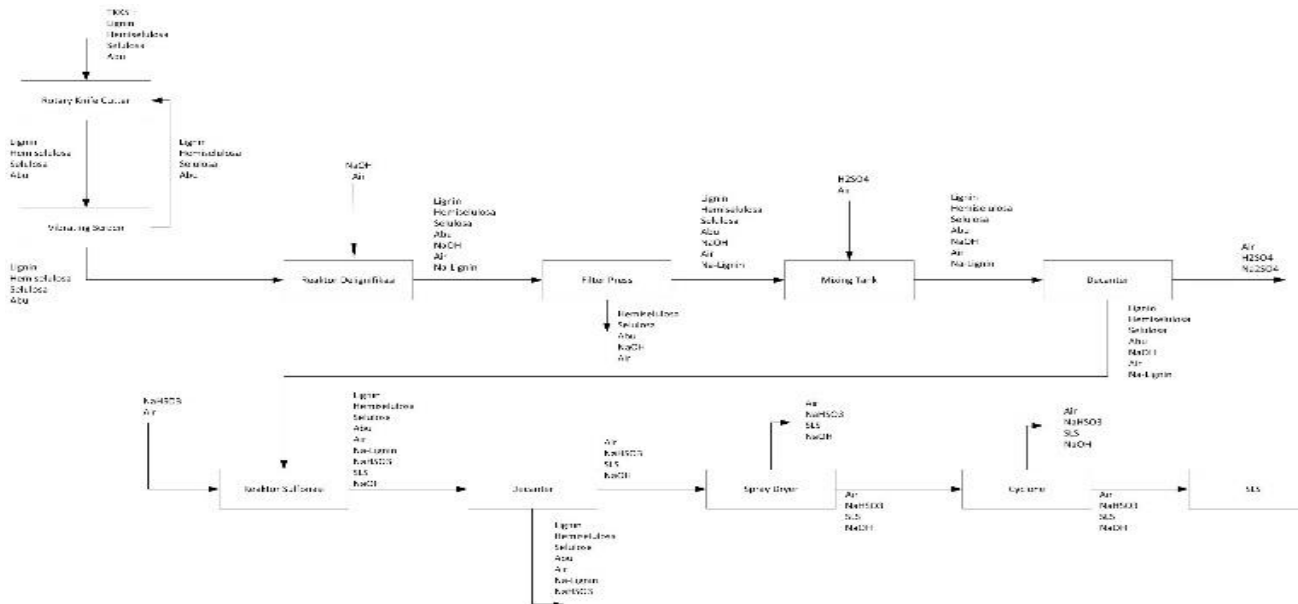 TKKS
Lignin
Hemiselulosa
Selulosa
Abu
Rotary Knife Cutter
Lignin
Hemiselulosa
Selulosa
Abu
Lignin
Hemiselulosa
Selulosa
Abu
Vibrating Screen
Lignin
Hemiselulosa
Selulosa
Abu
NaOH
Air
Reaktor Delignifikasi
Lignin
Hemiselulosa
Selulosa
Abu
NaOH
Air
Na-Lignin
Filter Press
Hemiselulosa
Selulosa
Abu
NaOH
Air
Lignin
Hemiselulosa
Selulosa
Abu
NaOH
Air
Na-Lignin
H2SO4
Air
Mixing Tank
Lignin
Hemiselulosa
Selulosa
Abu
NaOH
Air
Na-Lignin
Decanter
Air
H2SO4
Na2SO4
Lignin
Hemiselulosa
Selulosa
Abu
NaOH
Air
Na-Lignin
NaHSO3
Air
Reaktor Sulfonasi
Lignin
Hemiselulosa
Selulosa
Abu
Air
Na-Lignin
NaHSO3
SLS
NaOH
Decanter
Lignin
Hemiselulosa
Selulosa
Abu
Air
Na-Lignin
NaHSO3
Air
NaHSO3
SLS
NaOH
Spray Dryer
Air
NaHSO3
SLS
NaOH
Air
NaHSO3
SLS
NaOH
Cyclone
Air
NaHSO3
SLS
NaOH
Air
NaHSO3
SLS
NaOH
SLS